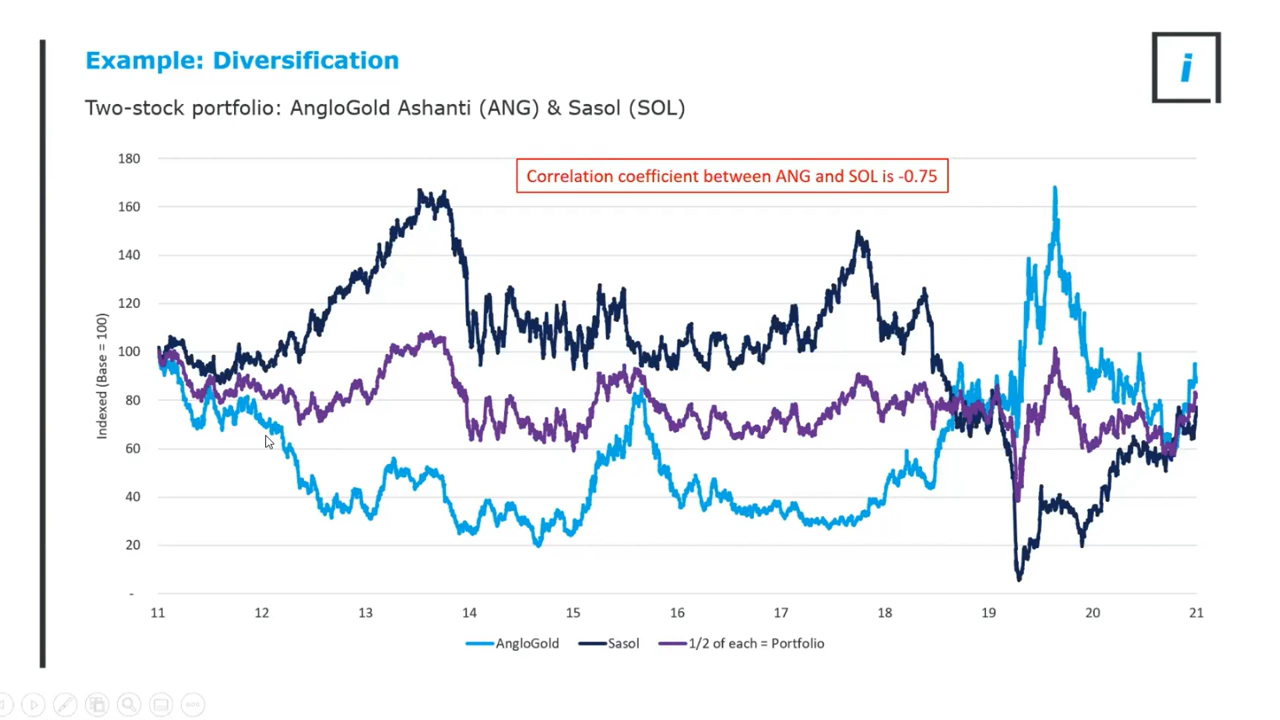 Example: Diversification
i
Two-stock portfolio: AngloGold Ashanti (ANG) & Sasol (SOL)
Correlation coefficient between ANG and SOL is -0.75
Indexed (Base = 100)
180
160
140
120
100
80
60
40
20
-
11 12 13 14 15 16 17 18 19 20 21
AngloGold Sasol 1/2 of each = Portfolio